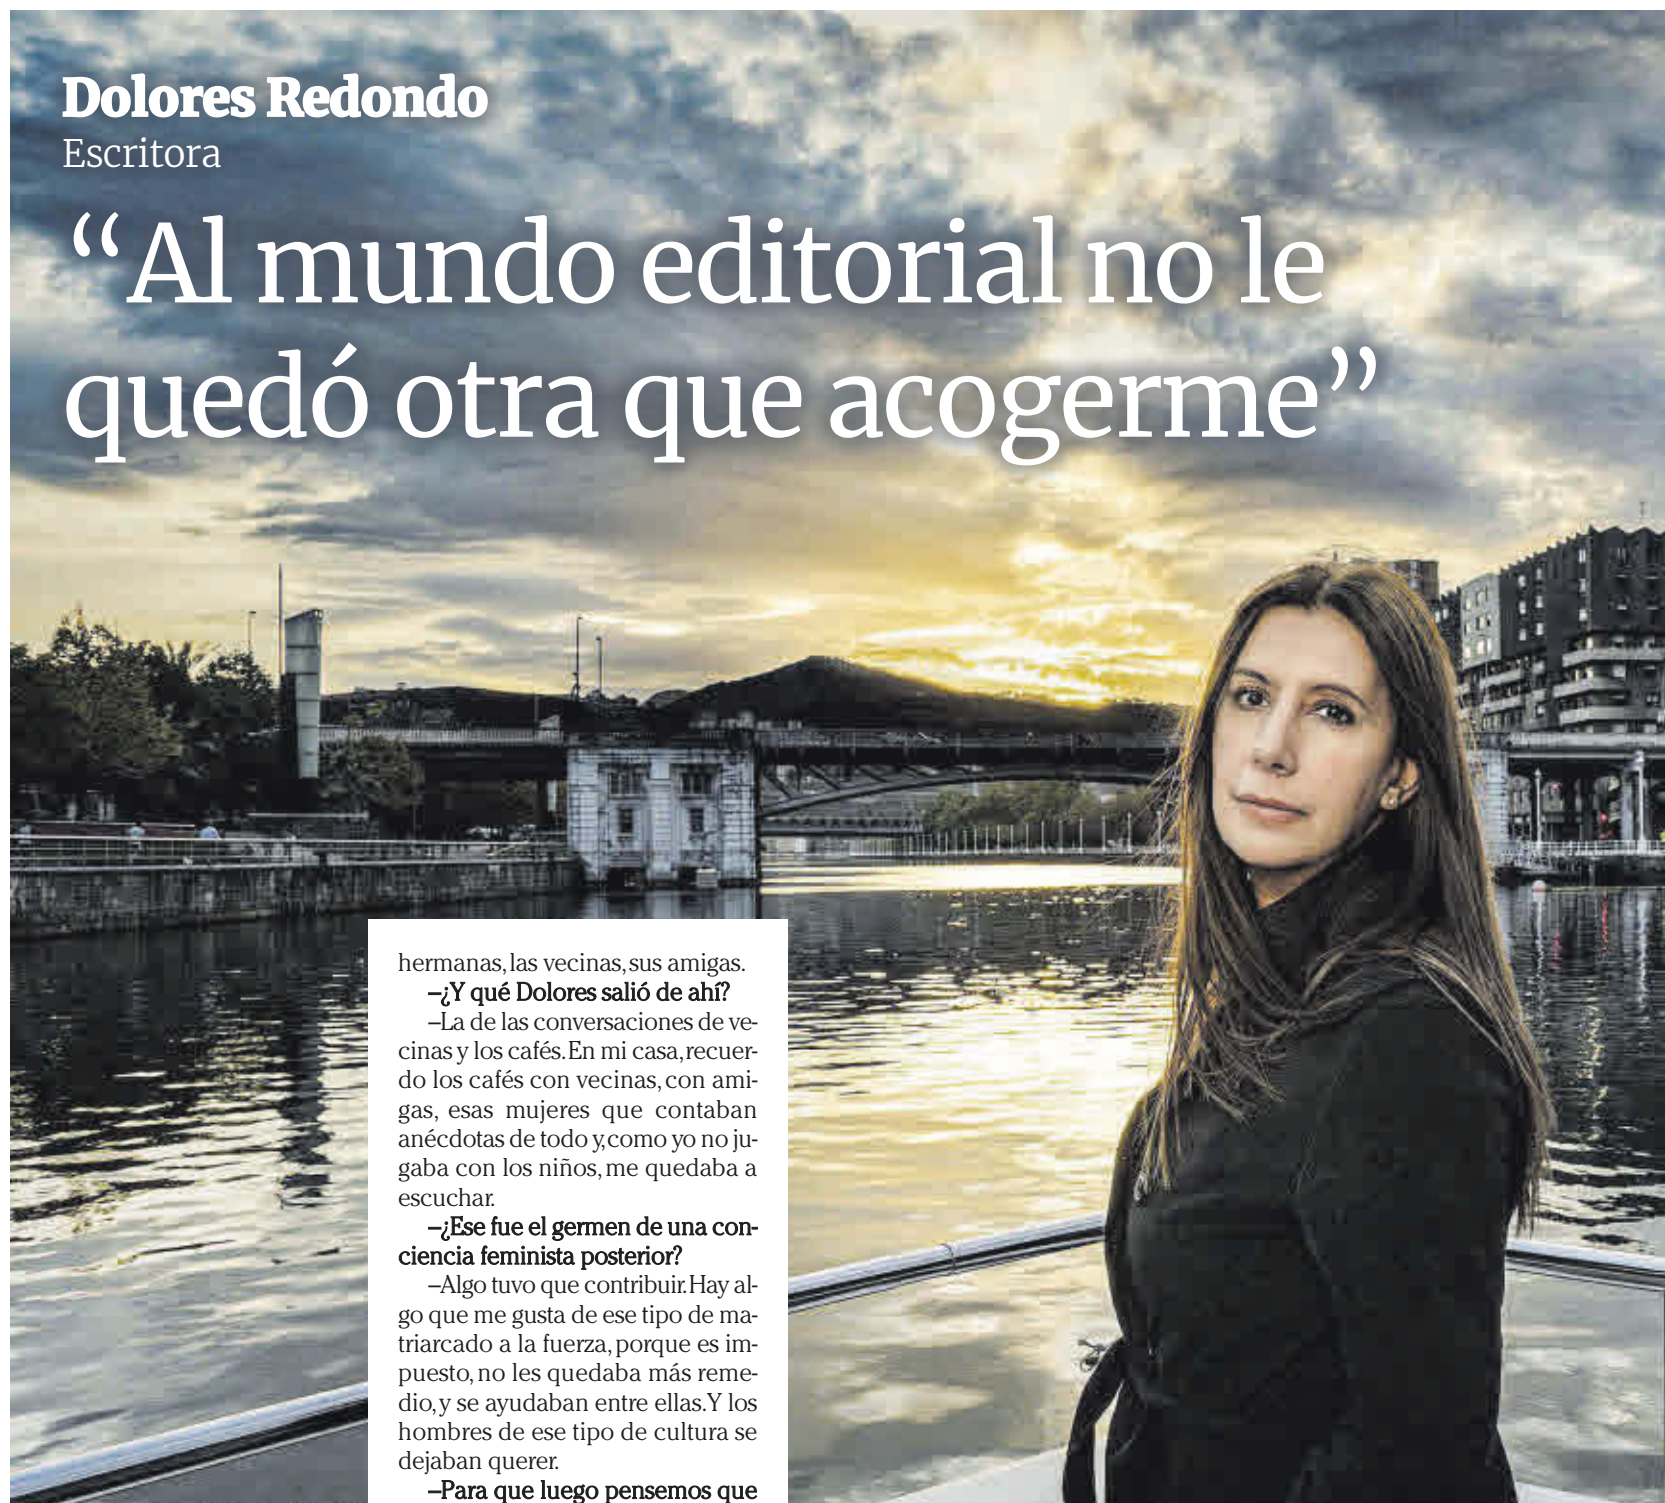 Dolores Redondo
Escritora
“Al mundo editorial no le
quedó otra que acogerme”
hermanas, las vecinas, sus amigas.
–¿Y qué Dolores salió de ahí?
–La de las conversaciones de ve-
cinas y los cafés. En mi casa, recuer-
do los cafés con vecinas, con ami-
gas, esas mujeres que contaban
anécdotas de todo y, como yo no ju-
gaba con los niños, me quedaba a
escuchar.
–¿Ese fue el germen de una con-
ciencia feminista posterior?
–Algo tuvo que contribuir. Hay al-
go que me gusta de ese tipo de ma-
triarcado a la fuerza, porque es im-
puesto, no les quedaba más reme-
dio, y se ayudaban entre ellas. Y los
hombres de ese tipo de cultura se
dejaban querer.
–Para que luego pensemos que